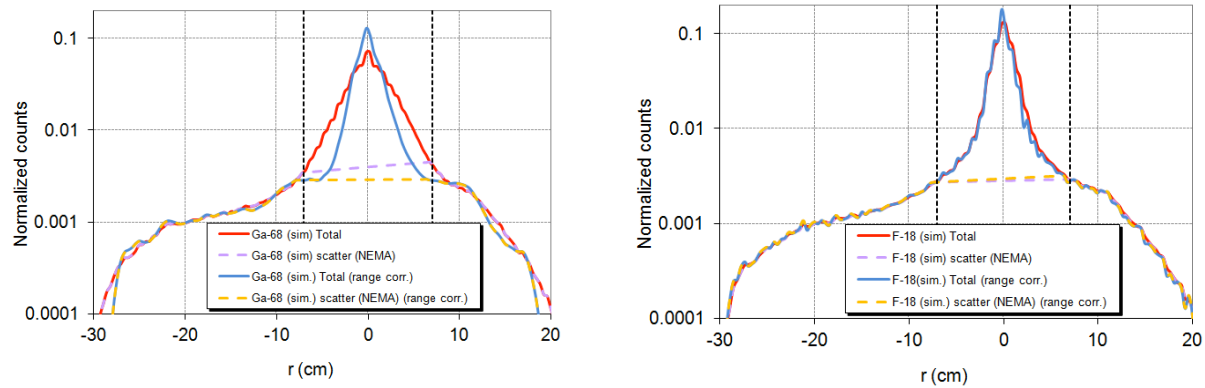 0.1
0.01
0.001
0.0001
Normalized counts
Ga-68 (sim) Total
Ga-68 (sim) scatter (NEMA)
Ga-68 (sim.) Total (range corr.)
Ga-68 (sim.) scatter (NEMA) (range corr.)
-30 -20 -10 0 10 20
r (cm)
0.1
0.01
0.001
0.0001
Normalized counts
F-18 (sim) Total
F-18 (sim) scatter (NEMA)
F-18(sim.) Total (range corr.)
F-18 (sim.) scatter (NEMA) (range corr.)
-30 -20 -10 0 10 20
r (cm)